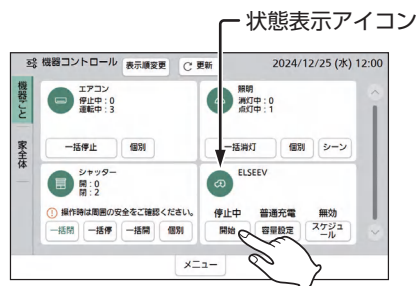 状態表示アイコン
機器コントロール 表示順変更 更新 2024/12/25 (水) 12:00
機器ごと
家全体
エアコン
停止中:0
運転中:3
一括停止 個別
照明
消灯中:0
点灯中:1
一括消灯 個別 シーン
シャッター
開:0
閉:2
操作時は周囲の安全をご確認ください。
一括閉 一括停 一括開 個別
ELSEEV
停止中 普通充電 無効
開始 容量設定 スケジュ
ール
メニュー